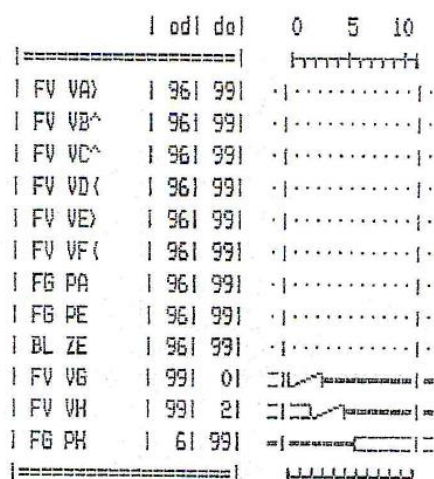 | od| do| 0 5 10
|===================|
| FV VA> | 96| 99|
| FV VB^ | 96| 99|
| FV VC^ | 96| 99|
| FV VD< | 96| 99|
| FV VE> | 96| 99|
| FV VF< | 96| 99|
| FG PA | 96| 99|
| FG PE | 96| 99|
| BL ZE | 96| 99|
| FV VG | 99| 0|
| FV VH | 99| 2|
| FG PH | 6| 99|
|===================|